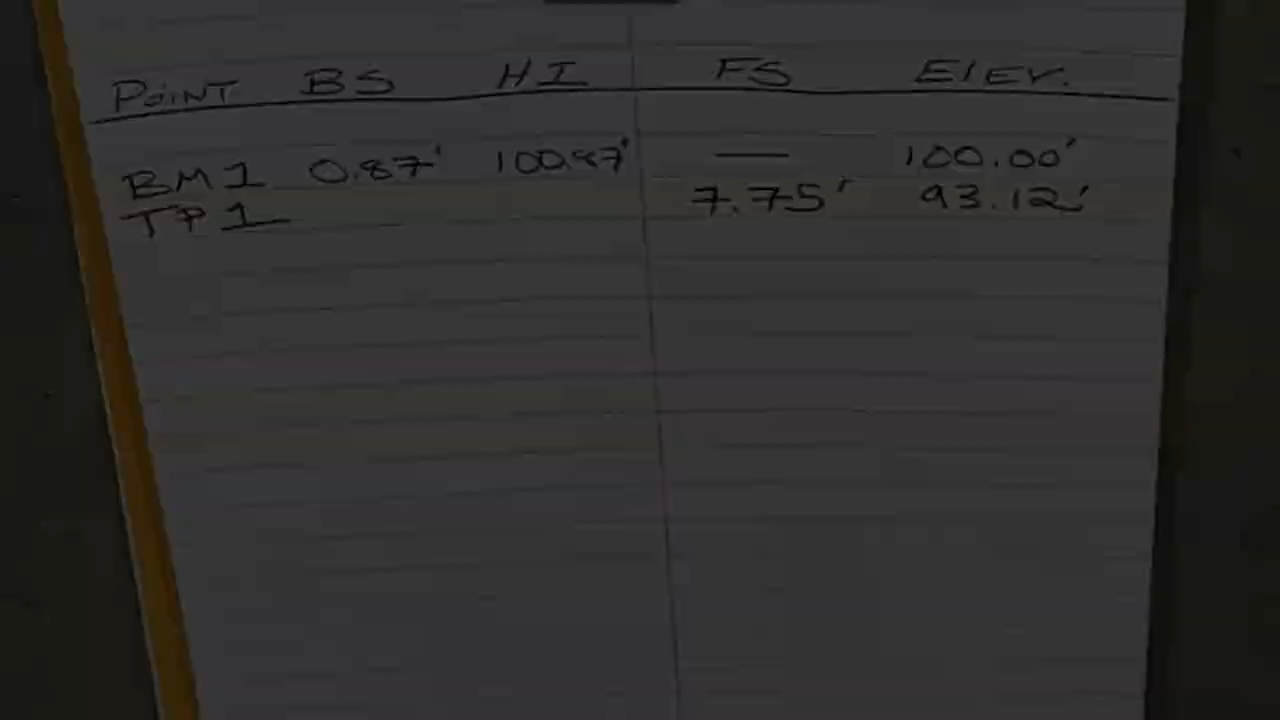 POINT BS HI FS ELEV.
BM1 0.87' 100.87' — 100.00'
TP1 7.75' 93.12'